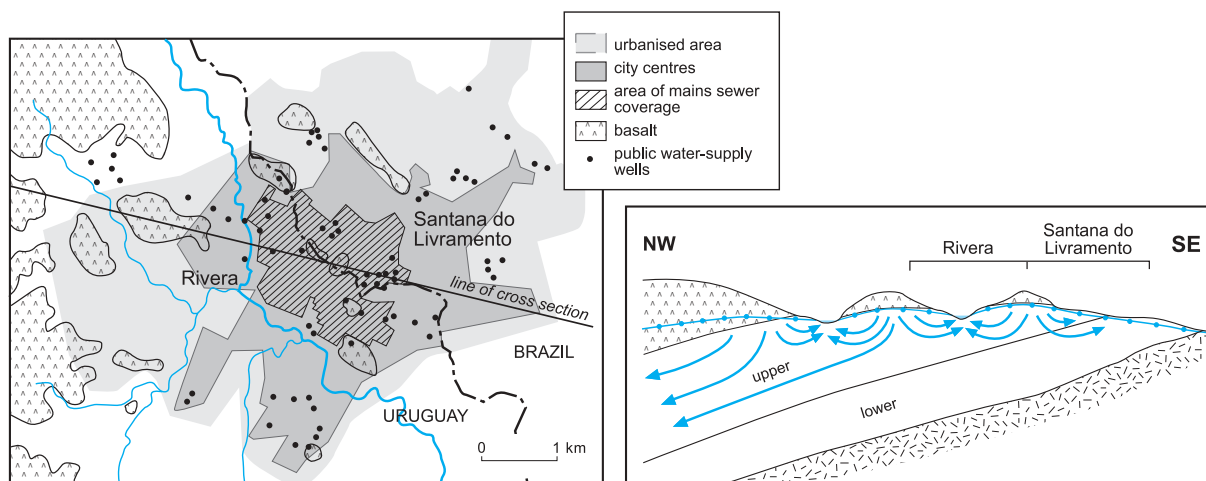 urbanised area
city centres
area of mains sewer
coverage
basalt
public water-supply
wells
Santana do
Livramento
Rivera
line of cross section
BRAZIL
URUGUAY
0 1 km
NW
Rivera
Santana do
Livramento
SE
upper
lower